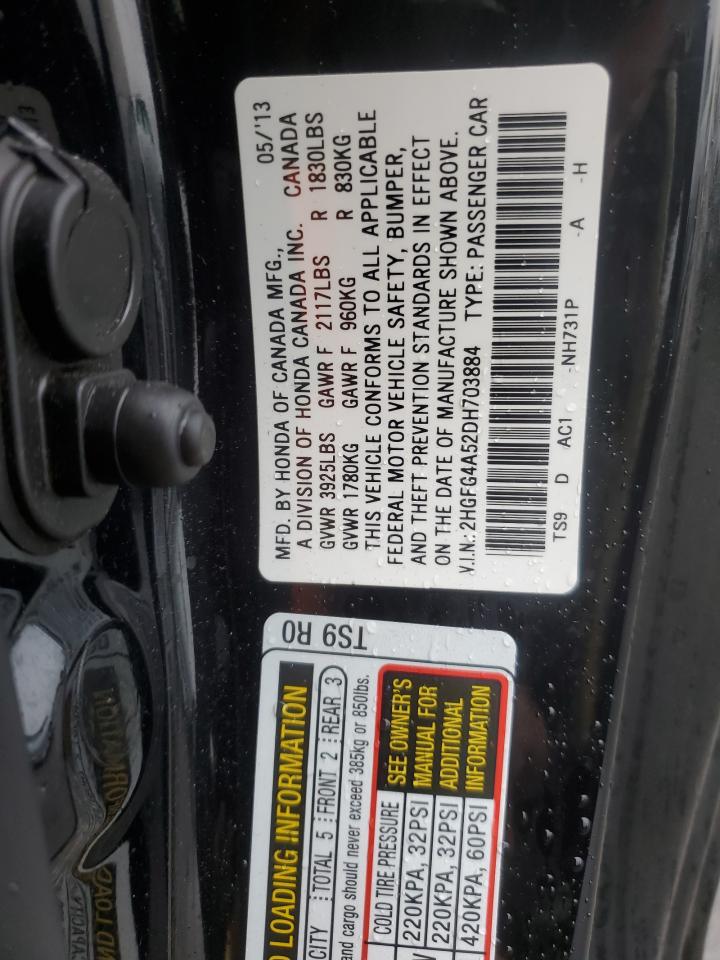 05/'13
MFD. BY HONDA OF CANADA MFG.,
A DIVISION OF HONDA CANADA INC. CANADA
GVWR 3925LBS GAWR F 2117LBS R 1830LBS
GVWR 1780KG GAWR F 960KG R 830KG
THIS VEHICLE CONFORMS TO ALL APPLICABLE
FEDERAL MOTOR VEHICLE SAFETY, BUMPER,
AND THEFT PREVENTION STANDARDS IN EFFECT
ON THE DATE OF MANUFACTURE SHOWN ABOVE.
V.I.N.:2HGFG4A52DH703884 TYPE: PASSENGER CAR
TS9 D AC1 -NH731P -A -H
TS9 R0
LOADING INFORMATION
TOTAL 5 FRONT 2 REAR 3
and cargo should never exceed 385kg or 850lbs.
COLD TIRE PRESSURE
220KPA, 32PSI
220KPA, 32PSI
420KPA, 60PSI
SEE OWNER'S
MANUAL FOR
ADDITIONAL
INFORMATION